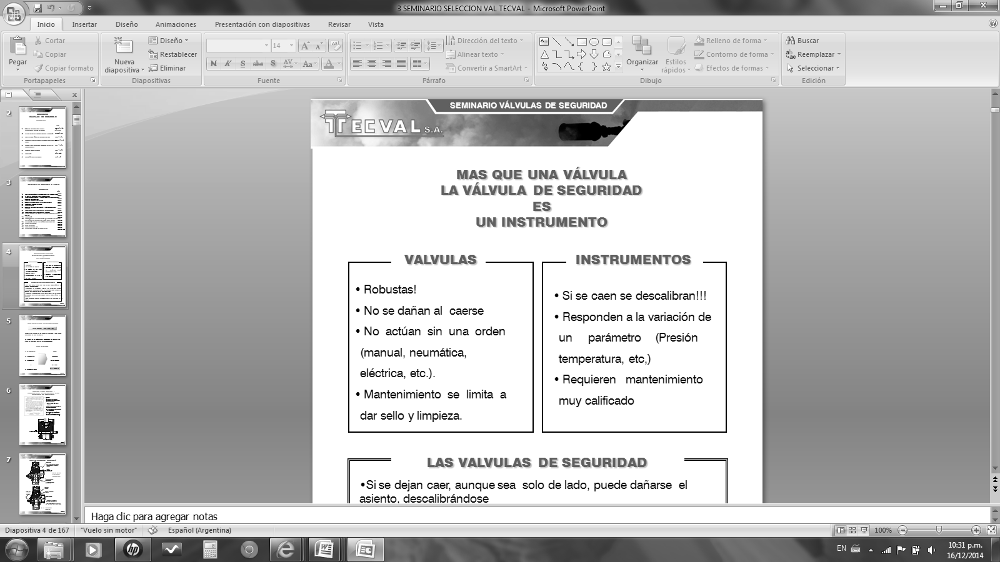 3 SEMINARIO SELECCION VAL TECVAL - Microsoft PowerPoint
Inicio Insertar Diseño Animaciones Presentación con diapositivas Revisar Vista
Pegar
Cortar
Copiar
Copiar formato
Portapapeles
Nueva
diapositiva
Diseño
Restablecer
Eliminar
Diapositivas
14
N K S abc S AV Aa A
Fuente
Dirección del texto
Alinear texto
Convertir a SmartArt
Párrafo
Organizar
Estilos
rápidos
Relleno de forma
Contorno de forma
Efectos de formas
Dibujo
Buscar
Reemplazar
Seleccionar
Edición
2
3
4
5
6
7
SEMINARIO VÁLVULAS DE SEGURIDAD
TECVAL S.A.
MAS QUE UNA VÁLVULA
LA VÁLVULA DE SEGURIDAD
ES
UN INSTRUMENTO
VALVULAS
• Robustas!
• No se dañan al caerse
• No actúan sin una orden
(manual, neumática,
eléctrica, etc.).
• Mantenimiento se limita a
dar sello y limpieza.
INSTRUMENTOS
• Si se caen se descalibran!!!
• Responden a la variación de
un parámetro (Presión
temperatura, etc,)
• Requieren mantenimiento
muy calificado
LAS VALVULAS DE SEGURIDAD
•Si se dejan caer, aunque sea solo de lado, puede dañarse el
asiento, descalibrándose
Haga clic para agregar notas
Diapositiva 4 de 167 "Vuelo sin motor" Español (Argentina) 100%
EN 10:31 p.m.
16/12/2014